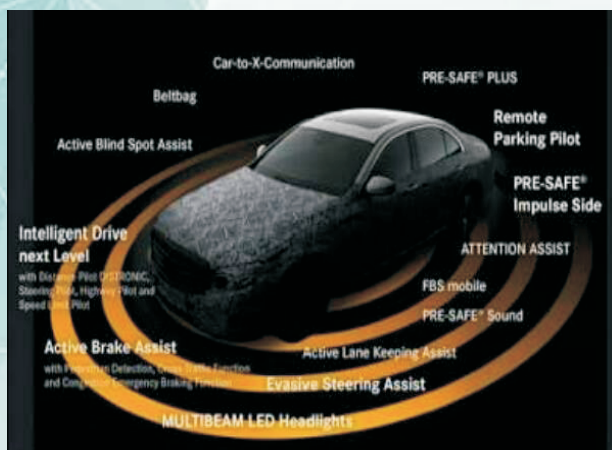 Car-to-X-Communication
PRE-SAFE® PLUS
Beltbag
Remote
Parking Pilot
Active Blind Spot Assist
PRE-SAFE®
Impulse Side
Intelligent Drive
next Level
with Distance Pilot DISTRONIC,
Steering Pilot, Highway Pilot and
Speed Limit Pilot
ATTENTION ASSIST
FBS mobile
PRE-SAFE® Sound
Active Brake Assist
with Pedestrian Detection, Cross Traffic Function
and Congestion Emergency Braking Function
Active Lane Keeping Assist
Evasive Steering Assist
MULTIBEAM LED Headlights